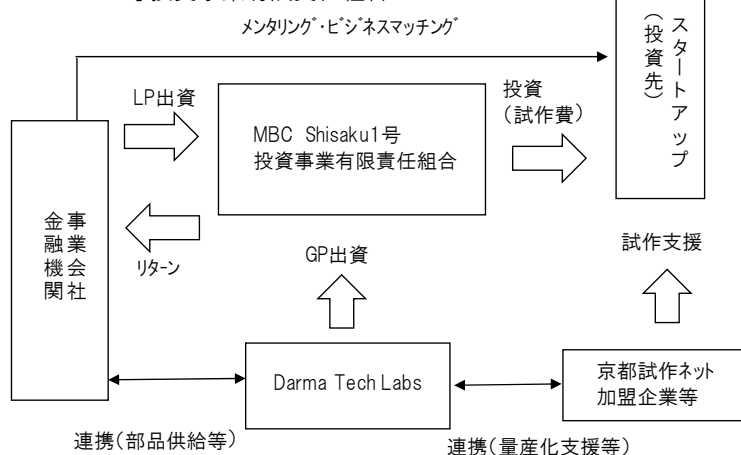 メンタリング・ビジネスマッチング
スタートアップ
(投資先)
LP出資
MBC Shisaku1号
投資事業有限責任組合
投資
(試作費)
事業会社
金融機関
リターン
GP出資
試作支援
Darma Tech Labs
京都試作ネット
加盟企業等
連携(部品供給等)
連携(量産化支援等)